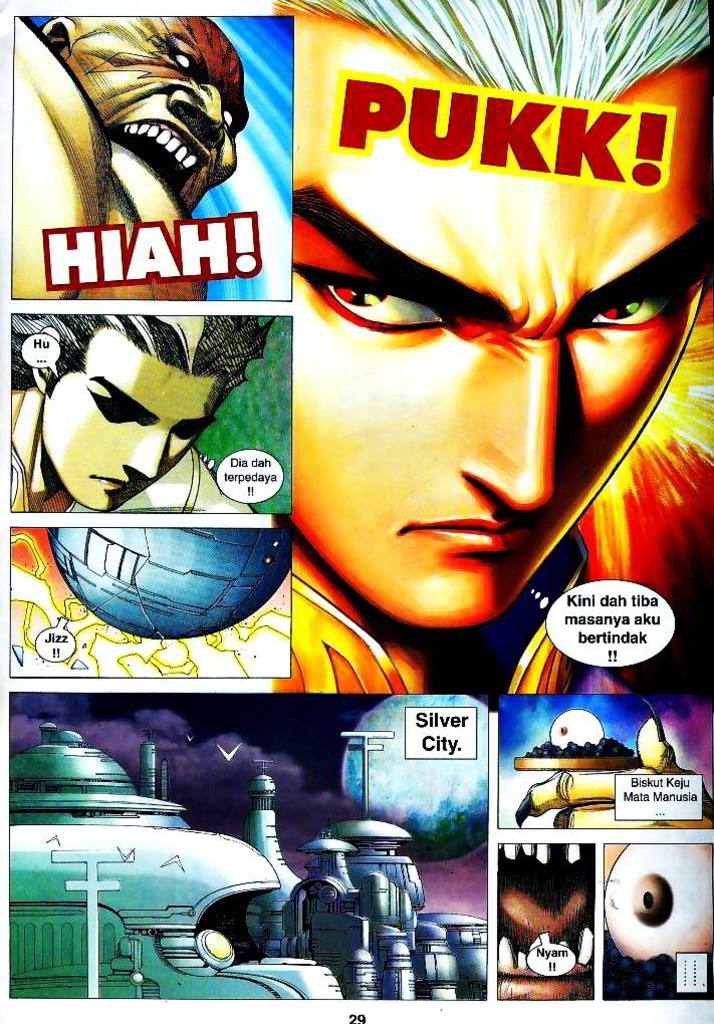 HIAH!
PUKK!
Hu
...
Dia dah
terpedaya
!!
Jizz
!!
Kini dah tiba
masanya aku
bertindak
!!
Silver
City.
Biskut Keju
Mata Manusia
...
Nyam
!!
29